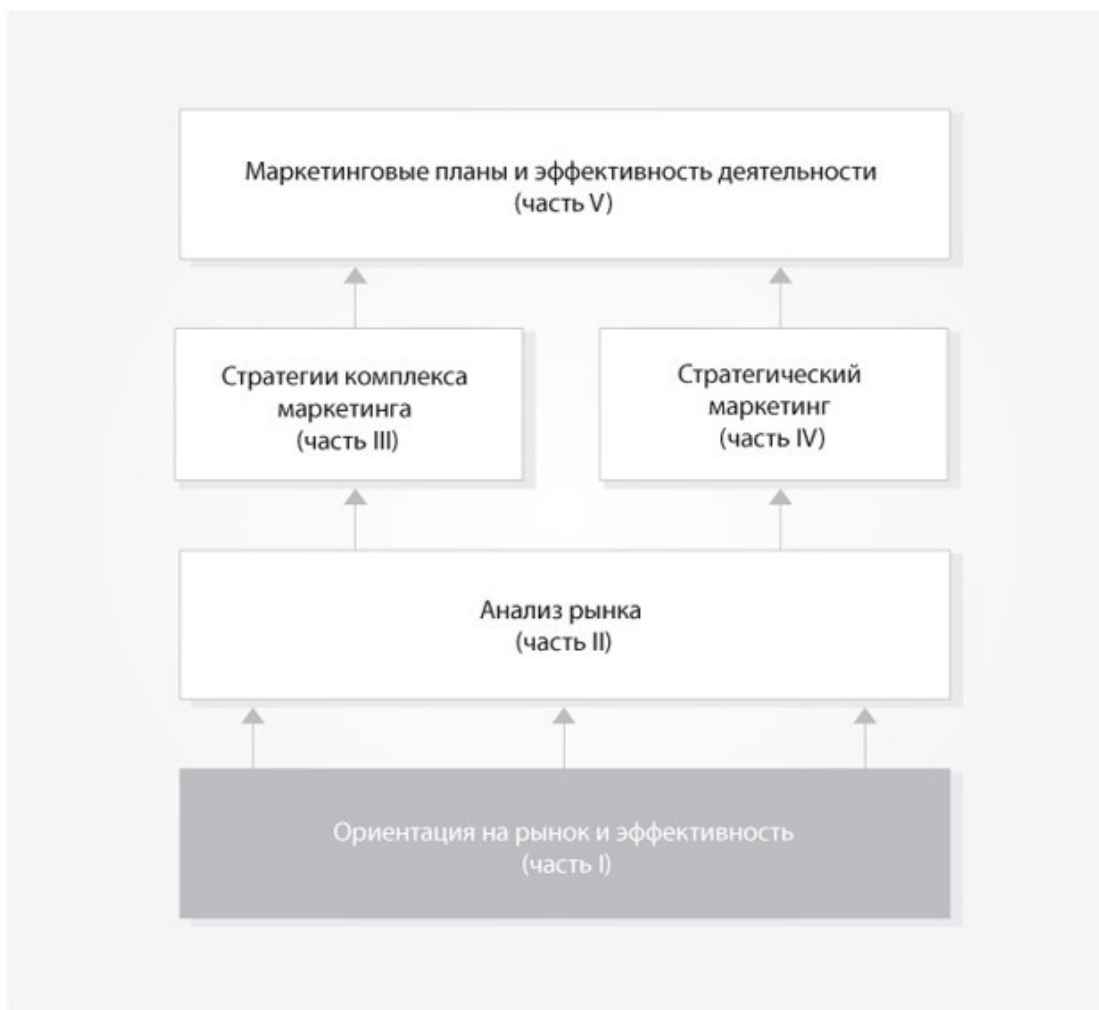 Маркетинговые планы и эффективность деятельности
(часть V)
Стратегии комплекса
маркетинга
(часть III)
Стратегический
маркетинг
(часть IV)
Анализ рынка
(часть II)
Ориентация на рынок и эффективность
(часть I)